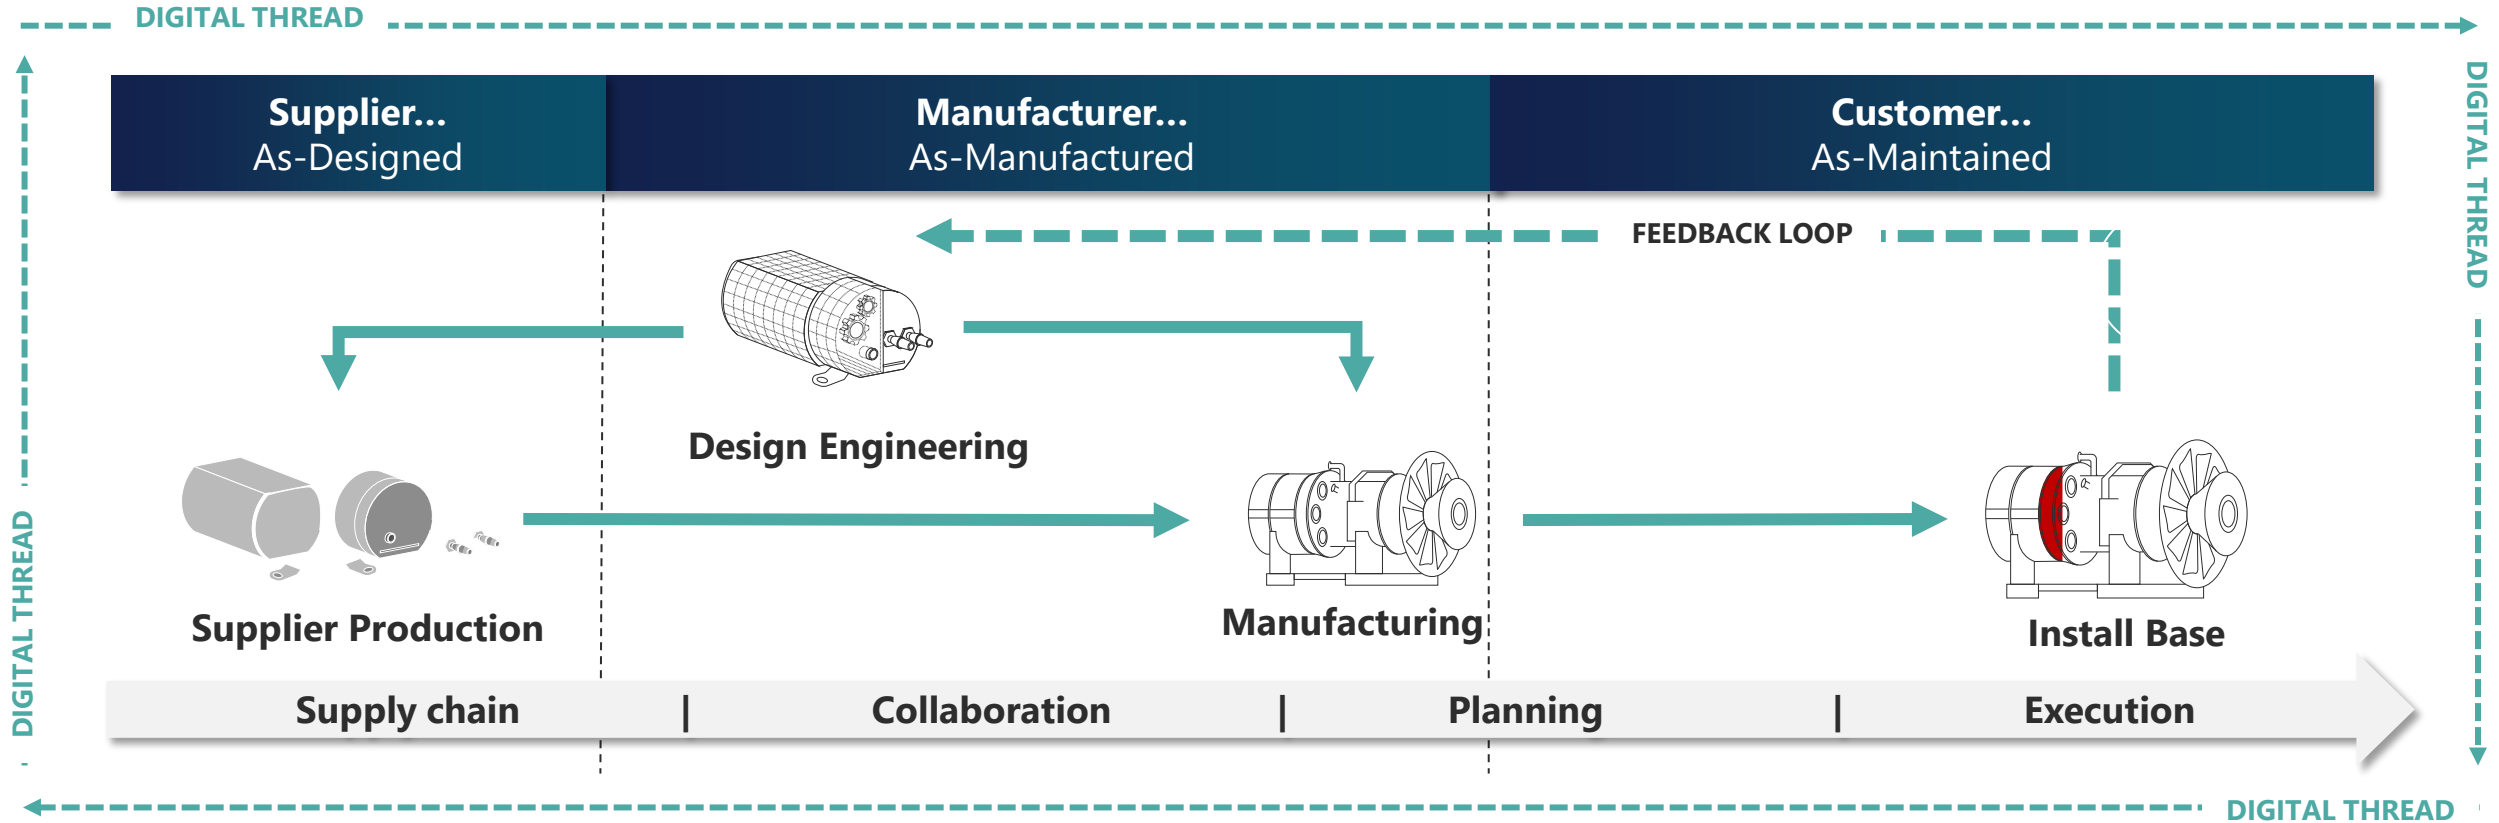 DIGITAL THREAD
Supplier…
As-Designed
Manufacturer…
As-Manufactured
Customer…
As-Maintained
DIGITAL THREAD
FEEDBACK LOOP
Design Engineering
Supplier Production
Manufacturing
Install Base
DIGITAL THREAD
Supply chain | Collaboration | Planning | Execution
DIGITAL THREAD